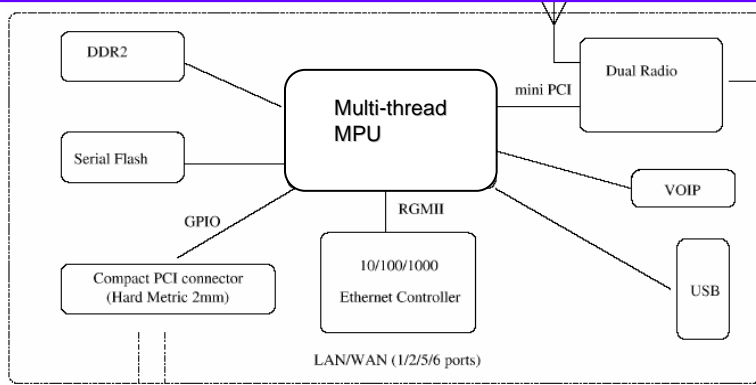 DDR2
Dual Radio
mini PCI
Multi-thread
MPU
Serial Flash
VOIP
GPIO
RGMII
10/100/1000
Ethernet Controller
Compact PCI connector
(Hard Metric 2mm)
USB
LAN/WAN (1/2/5/6 ports)